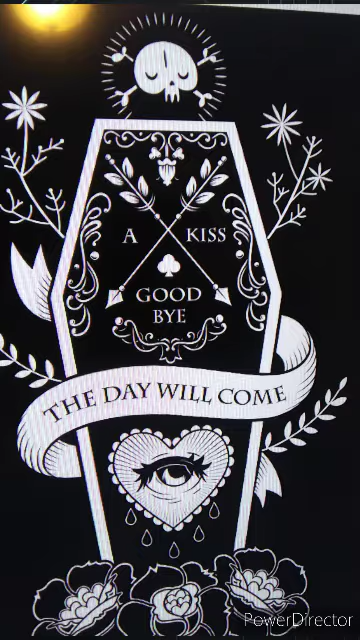 A KISS
GOOD
BYE
THE DAY WILL COME
PowerDirector